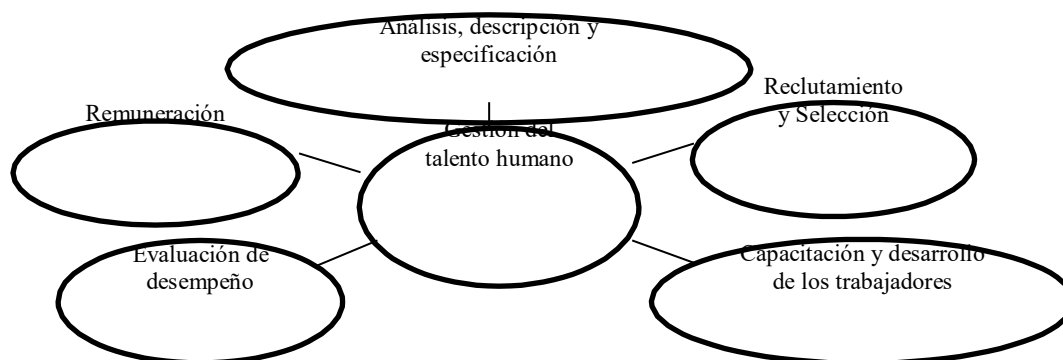 Análisis, descripción y
especificación
Remuneración
Reclutamiento
y Selección
Gestión del
talento humano
Evaluación de
desempeño
Capacitación y desarrollo
de los trabajadores